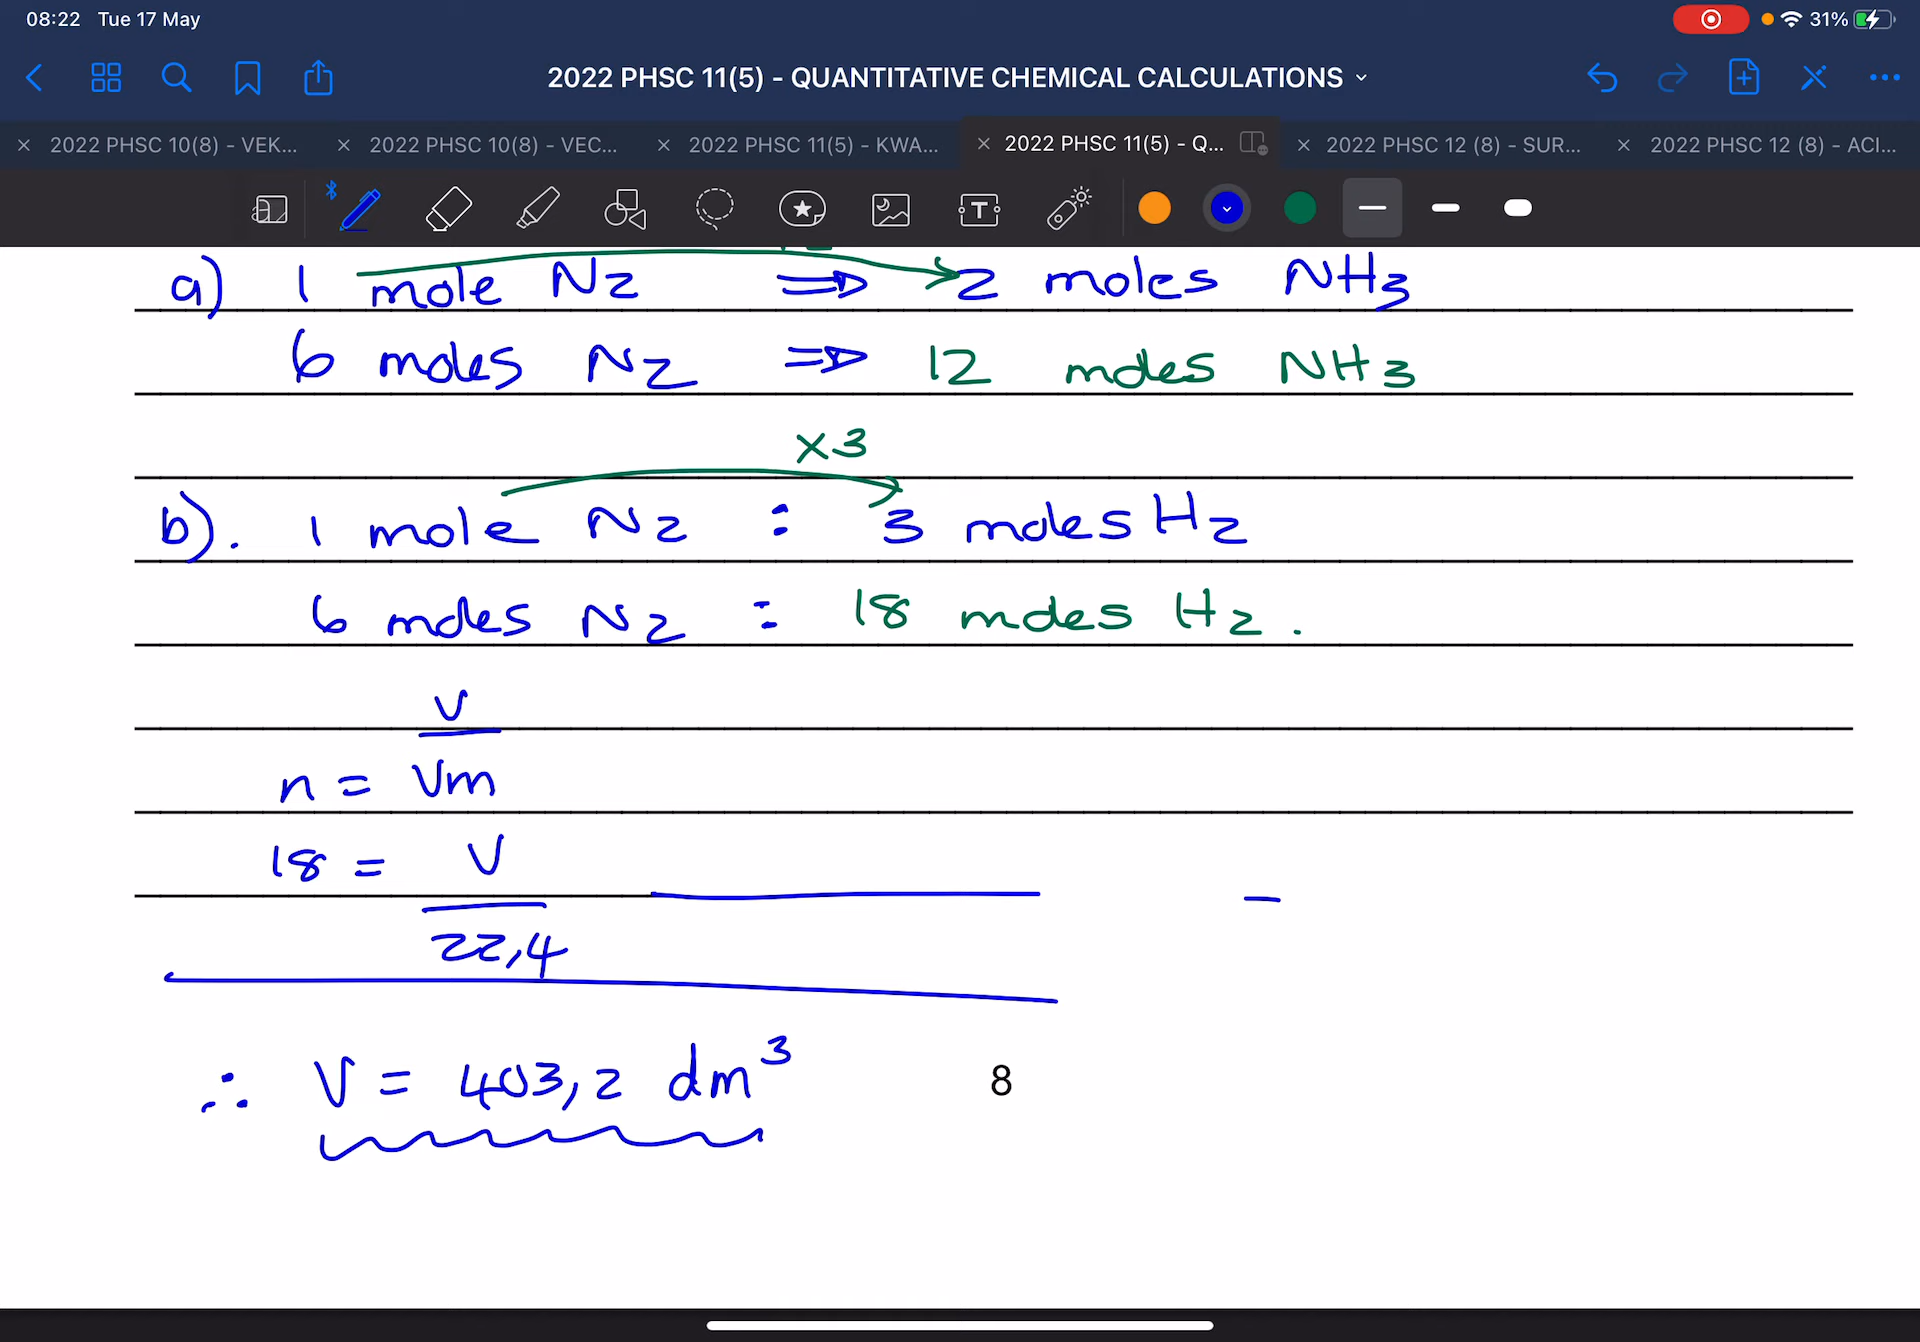 08:22 Tue 17 May 31%
2022 PHSC 11(5) - QUANTITATIVE CHEMICAL CALCULATIONS
2022 PHSC 10(8) - VEK... 2022 PHSC 10(8) - VEC... 2022 PHSC 11(5) - KWA... 2022 PHSC 11(5) - Q... 2022 PHSC 12 (8) - SUR... 2022 PHSC 12 (8) - ACI...
a) 1 mole N2 ⇒ 2 moles NH3
6 moles N2 ⇒ 12 moles NH3
x3
b). 1 mole N2 : 3 moles H2
6 moles N2 : 18 moles H2.
V
n = Vm
18 = V
22,4
∴ V = 403,2 dm³
8